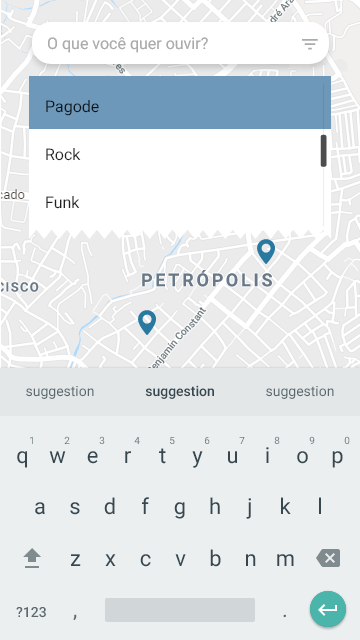 O que você quer ouvir?
Pagode
Rock
Funk
cado
CISCO
PETRÓPOLIS
Benjamin Constant
suggestion suggestion suggestion
1 2 3 4 5 6 7 8 9 0
q w e r t y u i o p
a s d f g h j k l
z x c v b n m
?123 , .